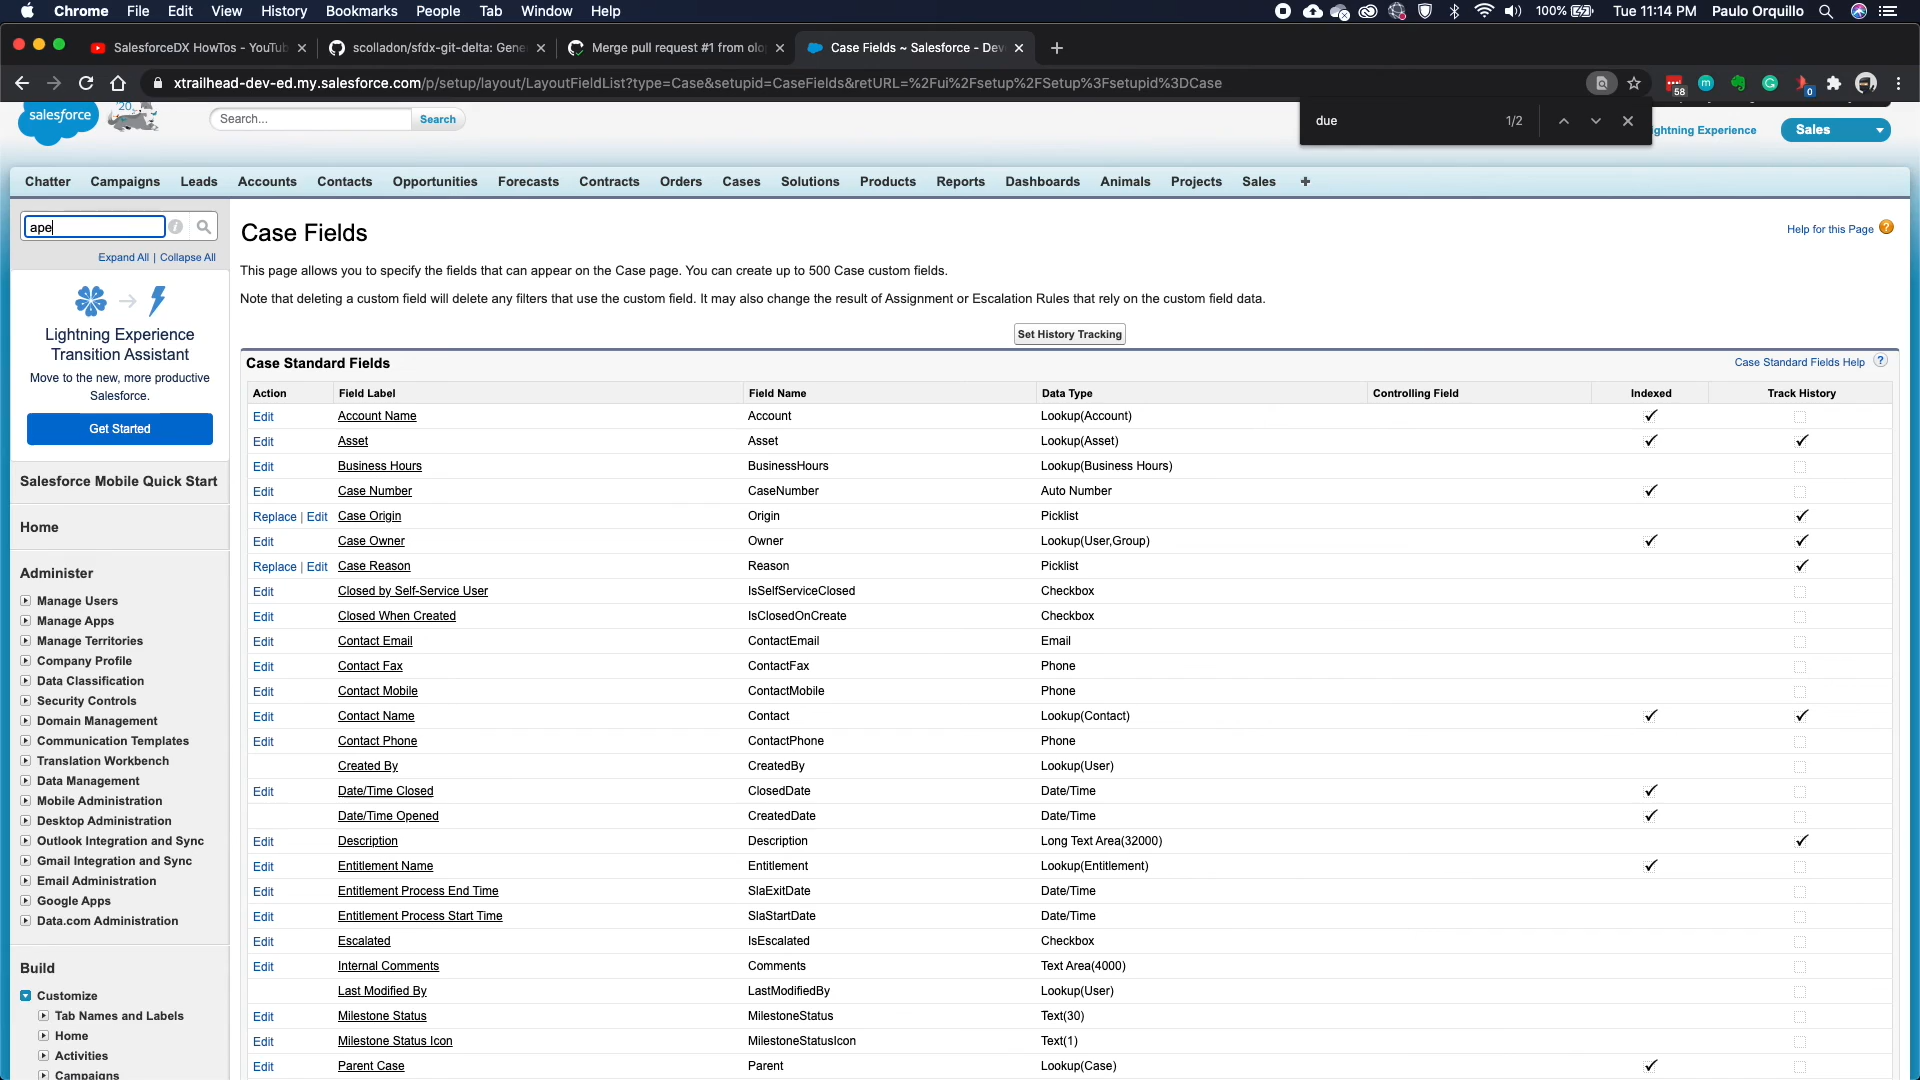 Chrome File Edit View History Bookmarks People Tab Window Help 100% Tue 11:14 PM Paulo Orquillo
SalesforceDX HowTos - YouTub scolladon/sfdx-git-delta: Gene Merge pull request #1 from olop Case Fields ~ Salesforce - Dev
xtrailhead-dev-ed.my.salesforce.com/p/setup/layout/LayoutFieldList?type=Case&setupid=CaseFields&retURL=%2Fui%2Fsetup%2FSetup%3Fsetupid%3DCase 58 0
salesforce '20 Search... Search due 1/2 ightning Experience Sales
Chatter Campaigns Leads Accounts Contacts Opportunities Forecasts Contracts Orders Cases Solutions Products Reports Dashboards Animals Projects Sales +
ape
Expand All | Collapse All
Lightning Experience
Transition Assistant
Move to the new, more productive
Salesforce.
Get Started
Salesforce Mobile Quick Start
Home
Administer
Manage Users
Manage Apps
Manage Territories
Company Profile
Data Classification
Security Controls
Domain Management
Communication Templates
Translation Workbench
Data Management
Mobile Administration
Desktop Administration
Outlook Integration and Sync
Gmail Integration and Sync
Email Administration
Google Apps
Data.com Administration
Build
Customize
Tab Names and Labels
Home
Activities
Campaigns
Case Fields
Help for this Page
This page allows you to specify the fields that can appear on the Case page. You can create up to 500 Case custom fields.
Note that deleting a custom field will delete any filters that use the custom field. It may also change the result of Assignment or Escalation Rules that rely on the custom field data.
Set History Tracking
Case Standard Fields Case Standard Fields Help ?
Action Field Label Field Name Data Type Controlling Field Indexed Track History
Edit Account Name Account Lookup(Account)
Edit Asset Asset Lookup(Asset)
Edit Business Hours BusinessHours Lookup(Business Hours)
Edit Case Number CaseNumber Auto Number
Replace | Edit Case Origin Origin Picklist
Edit Case Owner Owner Lookup(User,Group)
Replace | Edit Case Reason Reason Picklist
Edit Closed by Self-Service User IsSelfServiceClosed Checkbox
Edit Closed When Created IsClosedOnCreate Checkbox
Edit Contact Email ContactEmail Email
Edit Contact Fax ContactFax Phone
Edit Contact Mobile ContactMobile Phone
Edit Contact Name Contact Lookup(Contact)
Edit Contact Phone ContactPhone Phone
Created By CreatedBy Lookup(User)
Edit Date/Time Closed ClosedDate Date/Time
Date/Time Opened CreatedDate Date/Time
Edit Description Description Long Text Area(32000)
Edit Entitlement Name Entitlement Lookup(Entitlement)
Edit Entitlement Process End Time SlaExitDate Date/Time
Edit Entitlement Process Start Time SlaStartDate Date/Time
Edit Escalated IsEscalated Checkbox
Edit Internal Comments Comments Text Area(4000)
Last Modified By LastModifiedBy Lookup(User)
Edit Milestone Status MilestoneStatus Text(30)
Edit Milestone Status Icon MilestoneStatusIcon Text(1)
Edit Parent Case Parent Lookup(Case)